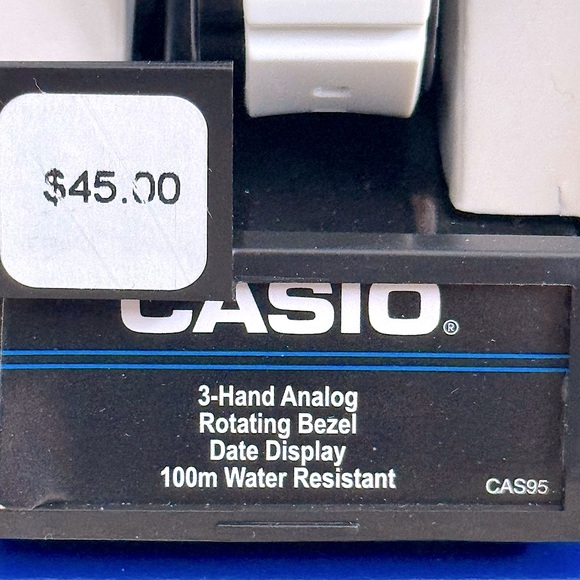 $45.00
CASIO®
3-Hand Analog
Rotating Bezel
Date Display
100m Water Resistant
CAS95